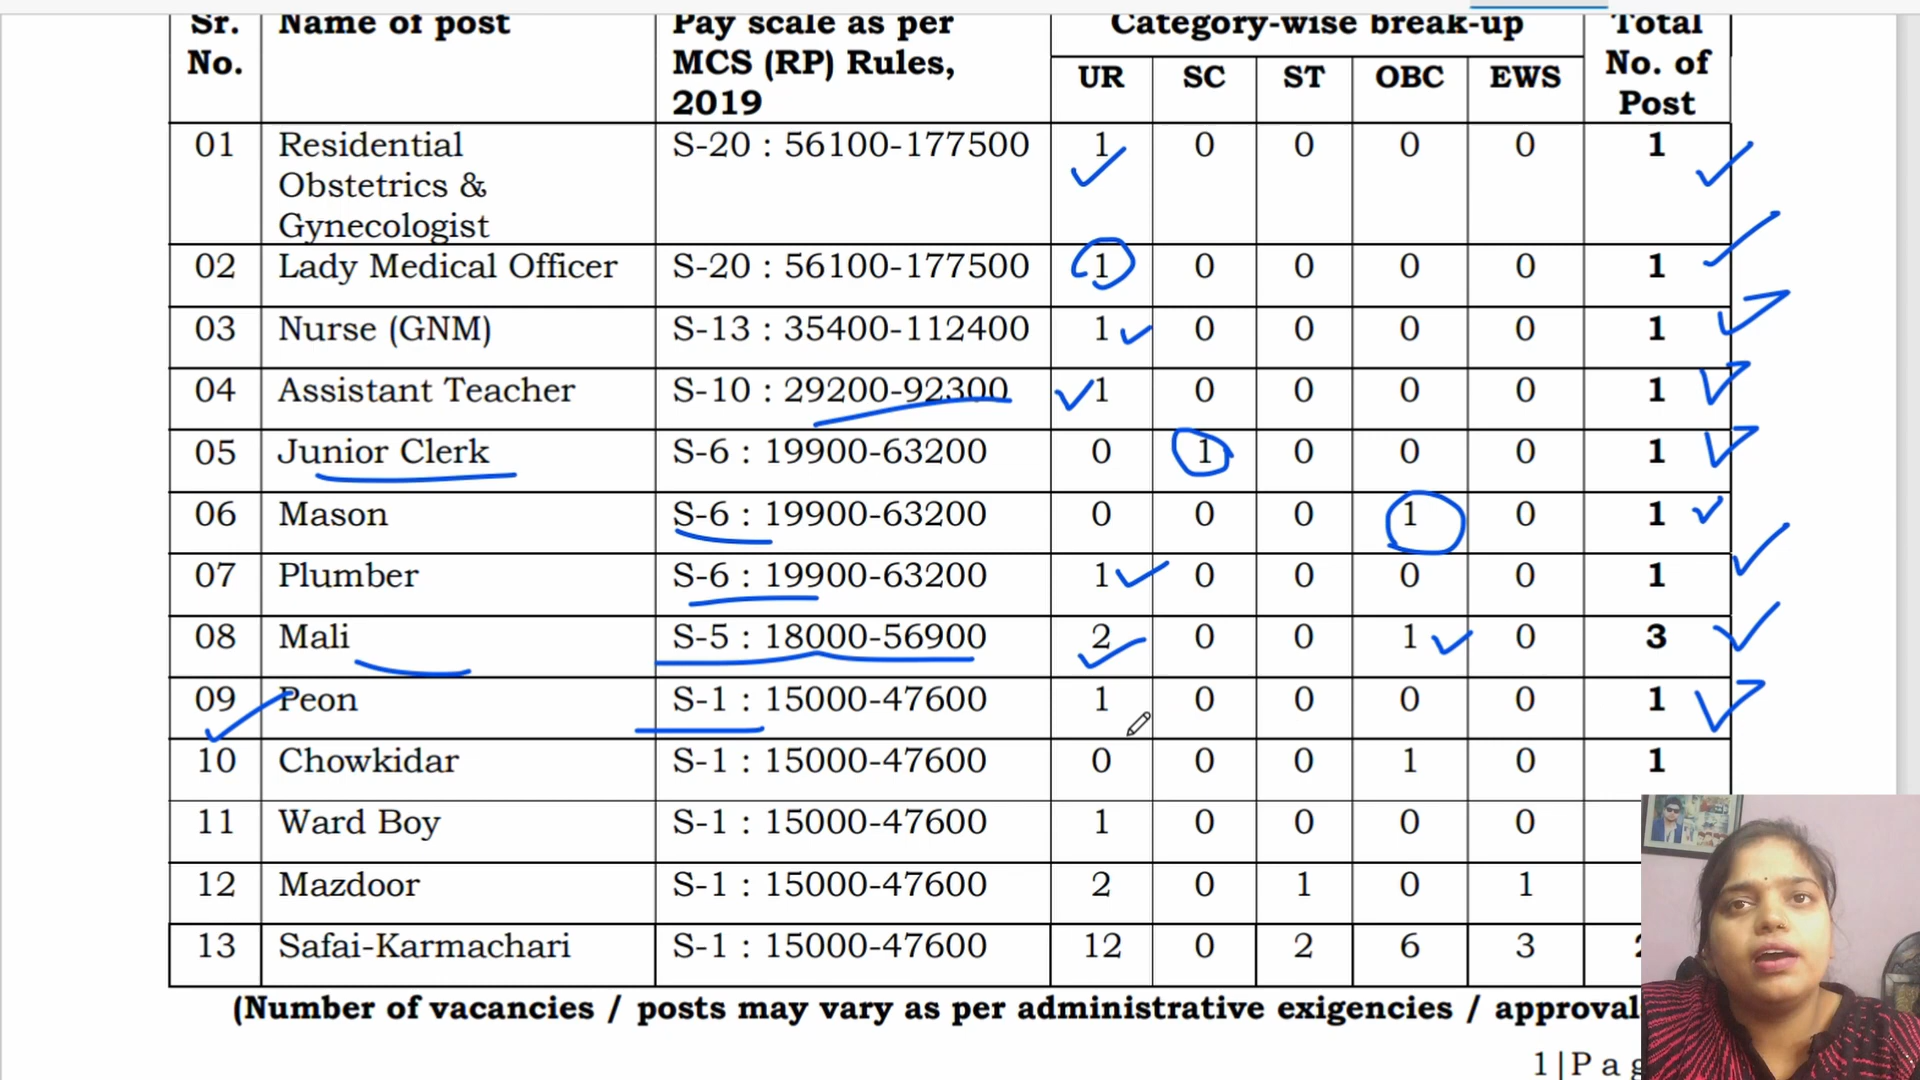 Sr. No. Name of post Pay scale as per MCS (RP) Rules, 2019 Category-wise break-up Total No. of Post
UR SC ST OBC EWS
01 Residential Obstetrics & Gynecologist S-20 : 56100-177500 1 0 0 0 0 1
02 Lady Medical Officer S-20 : 56100-177500 1 0 0 0 0 1
03 Nurse (GNM) S-13 : 35400-112400 1 0 0 0 0 1
04 Assistant Teacher S-10 : 29200-92300 1 0 0 0 0 1
05 Junior Clerk S-6 : 19900-63200 0 1 0 0 0 1
06 Mason S-6 : 19900-63200 0 0 0 1 0 1
07 Plumber S-6 : 19900-63200 1 0 0 0 0 1
08 Mali S-5 : 18000-56900 2 0 0 1 0 3
09 Peon S-1 : 15000-47600 1 0 0 0 0 1
10 Chowkidar S-1 : 15000-47600 0 0 0 1 0 1
11 Ward Boy S-1 : 15000-47600 1 0 0 0 0
12 Mazdoor S-1 : 15000-47600 2 0 1 0 1
13 Safai-Karmachari S-1 : 15000-47600 12 0 2 6 3
(Number of vacancies / posts may vary as per administrative exigencies / approval
1|Pag